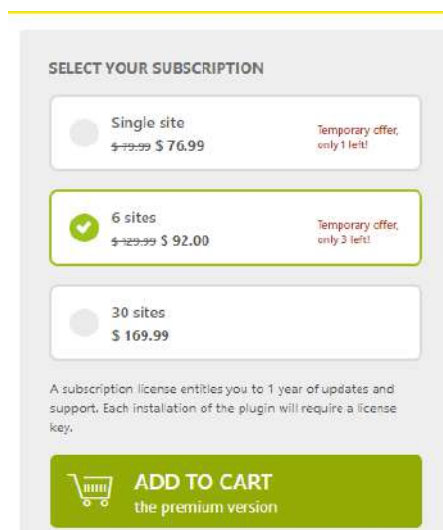 SELECT YOUR SUBSCRIPTION
Single site
$ 79.99 $ 76.99
Temporary offer,
only 1 left!
6 sites
$ 129.99 $ 92.00
Temporary offer,
only 3 left!
30 sites
$ 169.99
A subscription license entitles you to 1 year of updates and
support. Each installation of the plugin will require a license
key.
ADD TO CART
the premium version